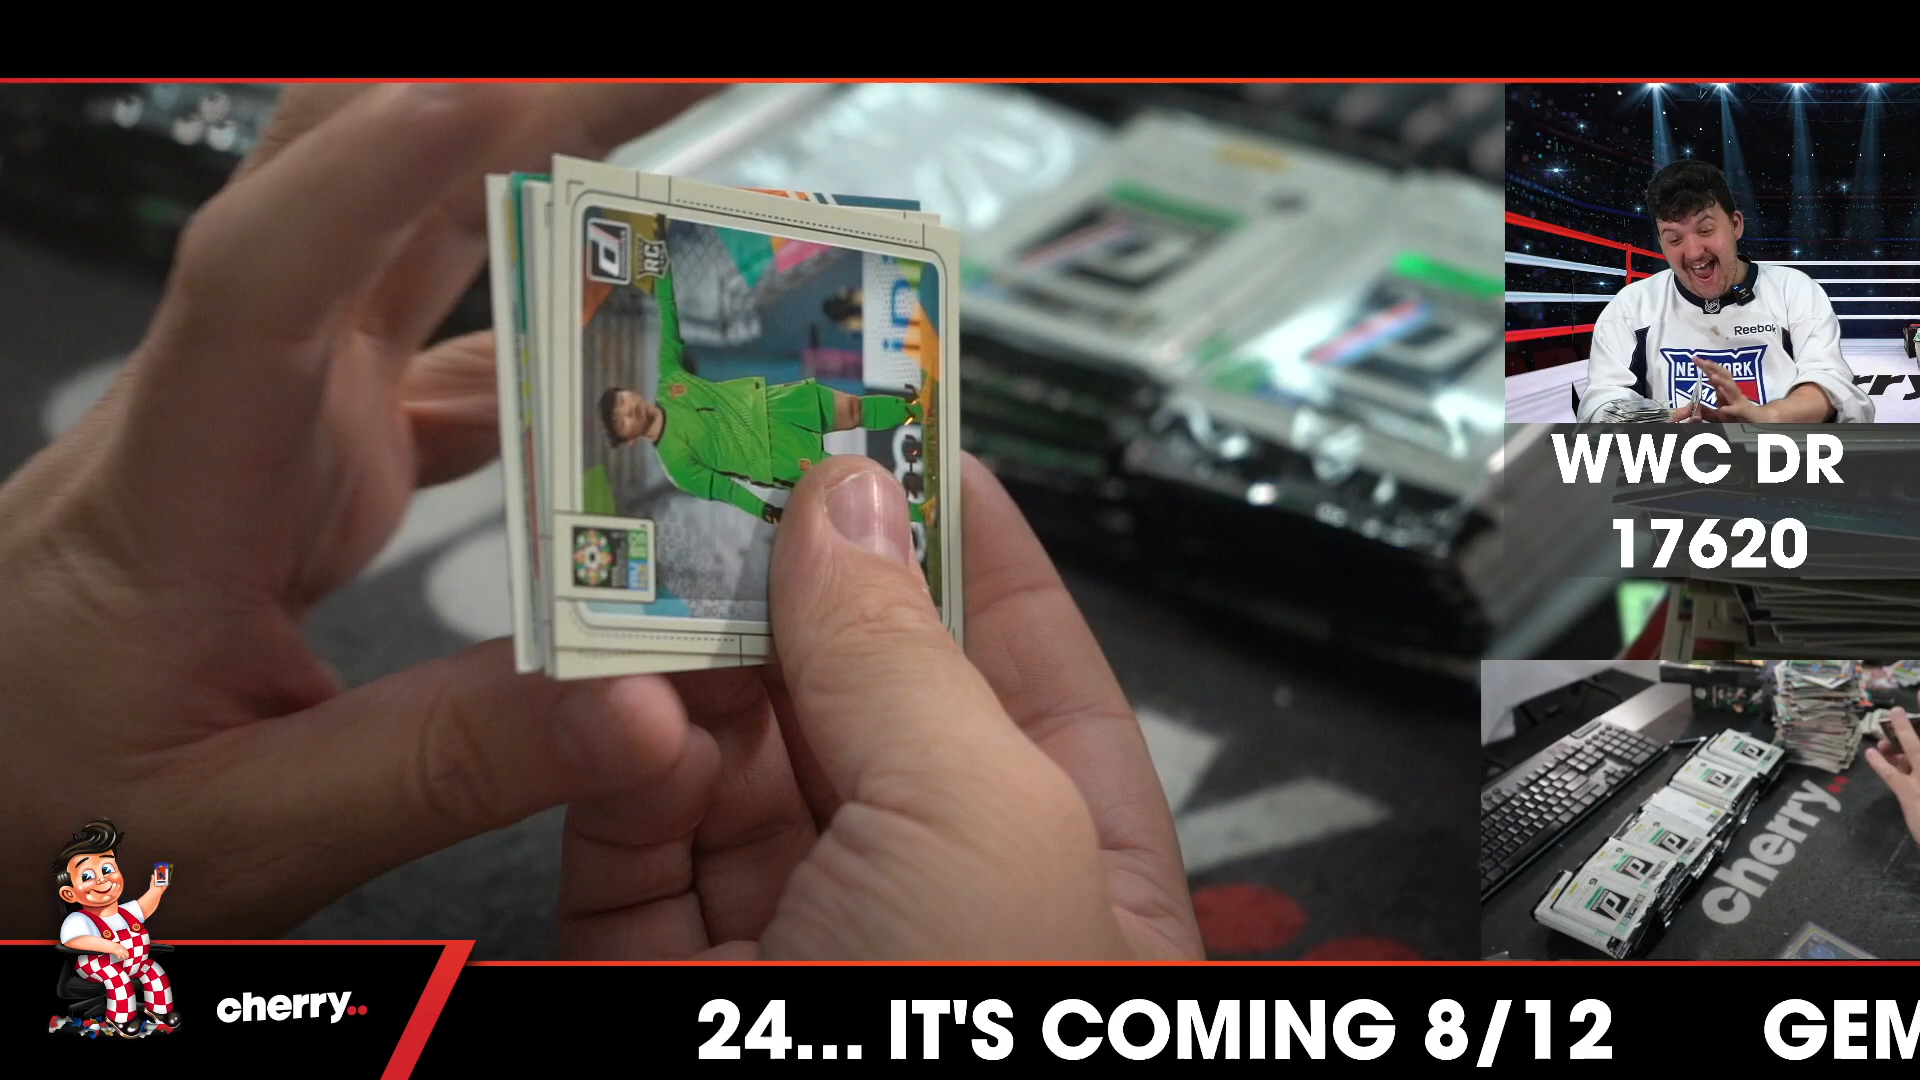 RC
Reebok
NEW YORK
WWC DR
17620
cherry
cherry..
24... IT'S COMING 8/12
GEM